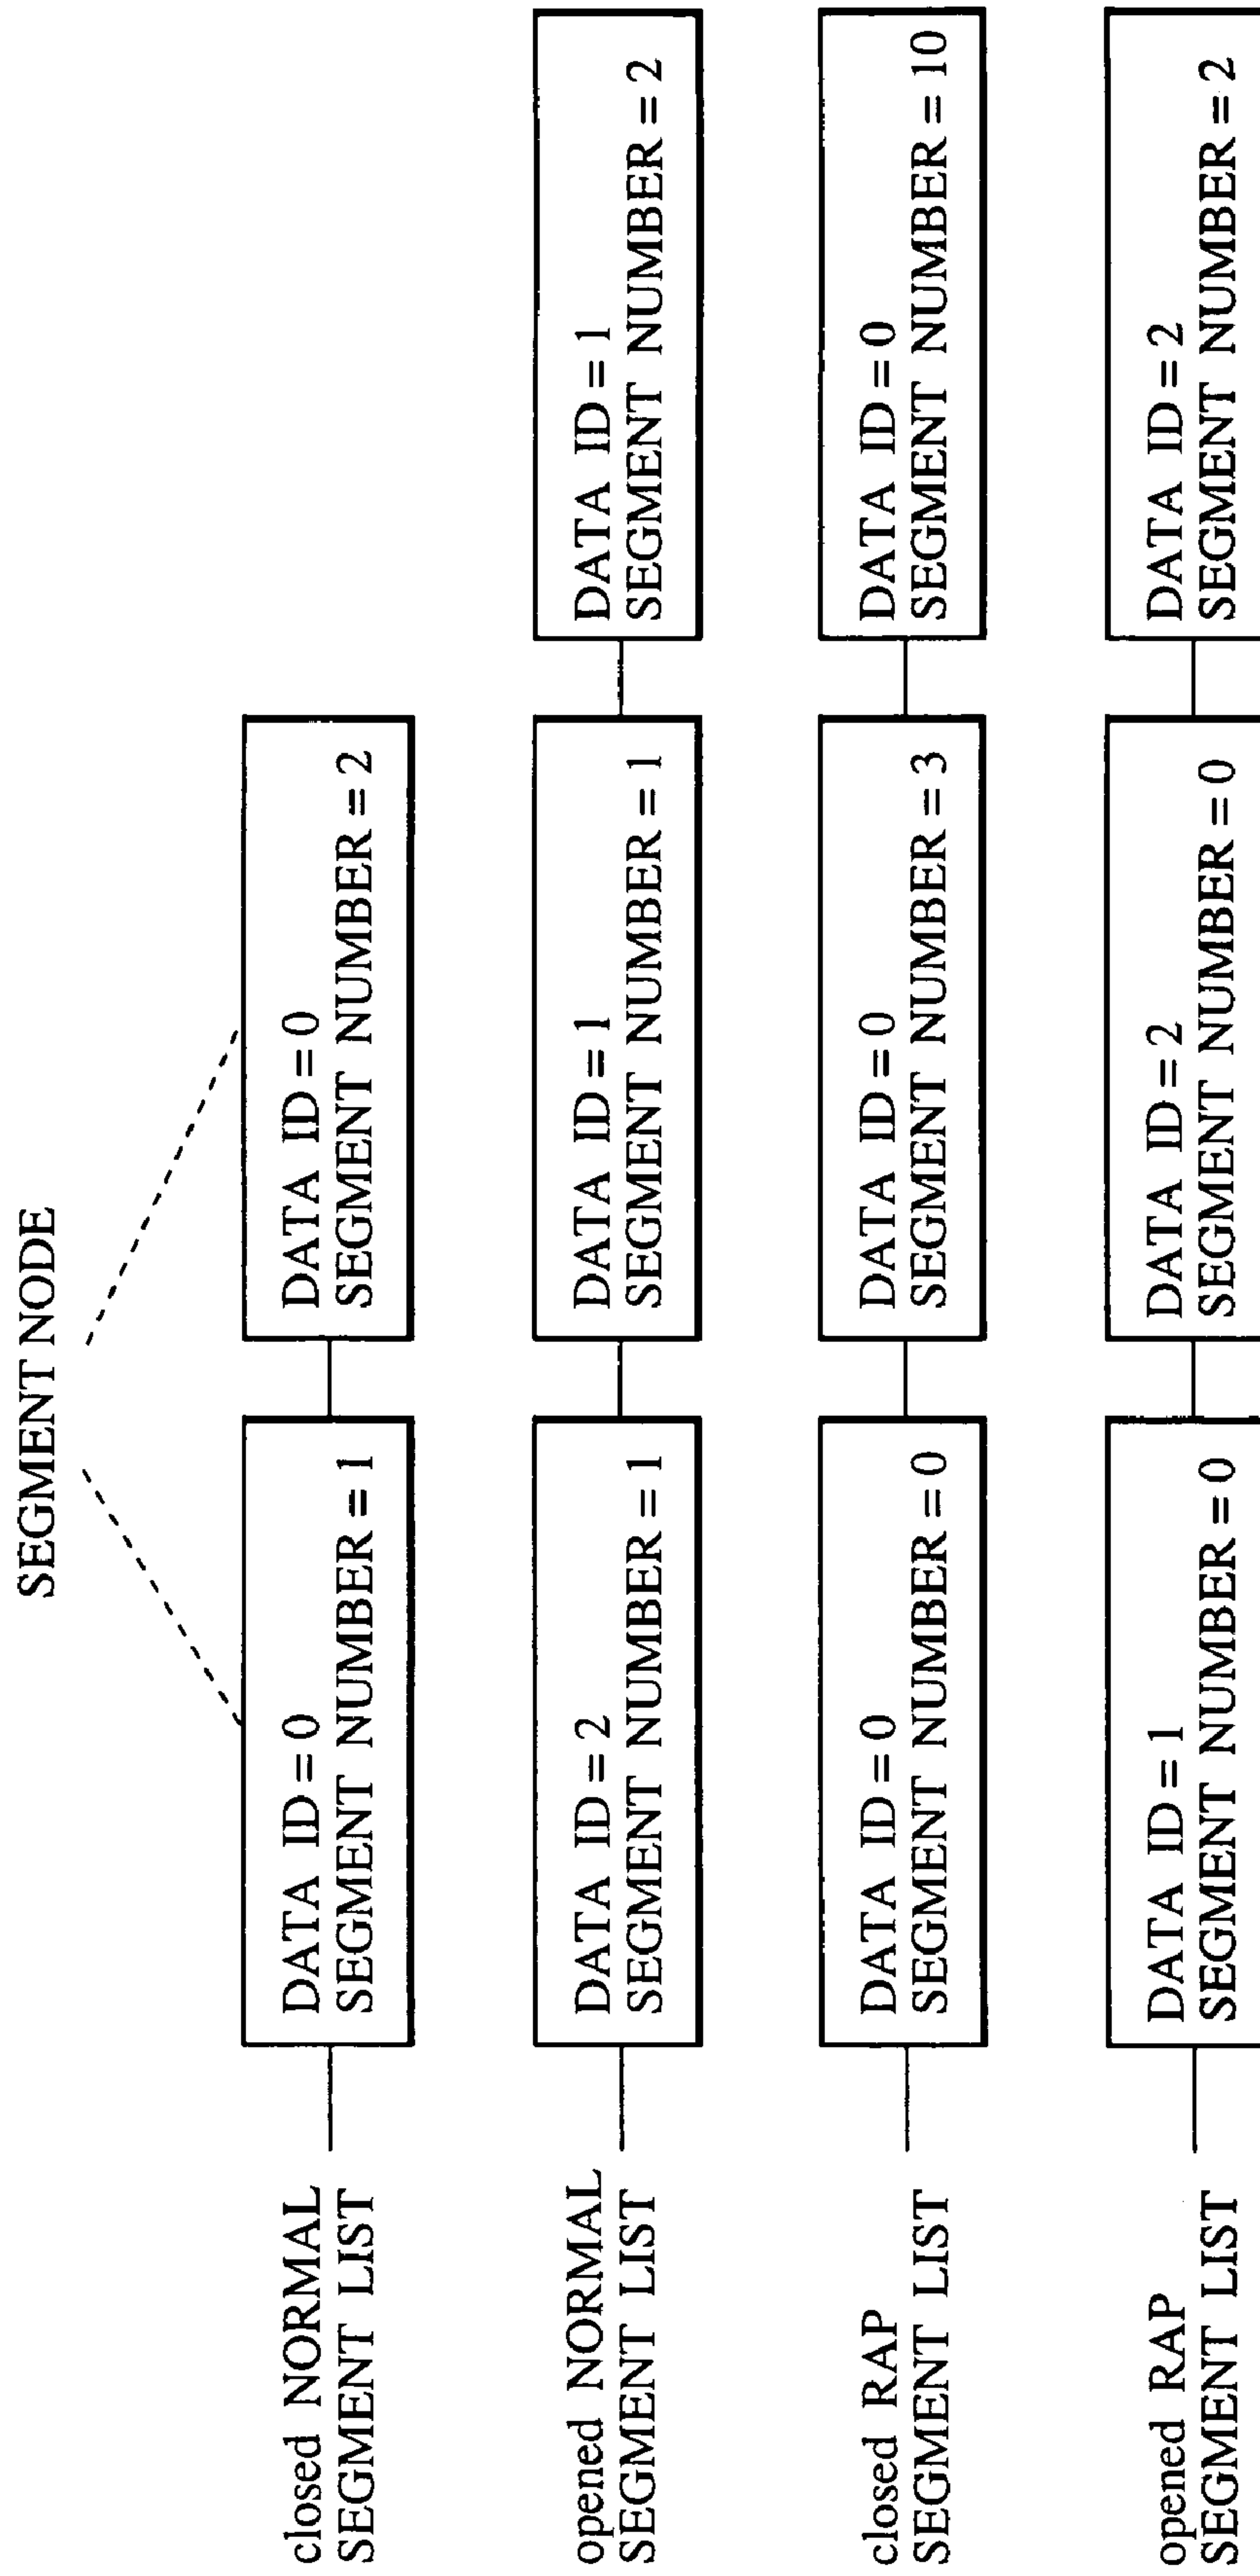 SEGMENT NODE
closed NORMAL
SEGMENT LIST
DATA ID = 0
SEGMENT NUMBER = 1
DATA ID = 0
SEGMENT NUMBER = 2
opened NORMAL
SEGMENT LIST
DATA ID = 2
SEGMENT NUMBER = 1
DATA ID = 1
SEGMENT NUMBER = 1
DATA ID = 1
SEGMENT NUMBER = 2
closed RAP
SEGMENT LIST
DATA ID = 0
SEGMENT NUMBER = 0
DATA ID = 0
SEGMENT NUMBER = 3
DATA ID = 0
SEGMENT NUMBER = 10
opened RAP
SEGMENT LIST
DATA ID = 1
SEGMENT NUMBER = 0
DATA ID = 2
SEGMENT NUMBER = 0
DATA ID = 2
SEGMENT NUMBER = 2